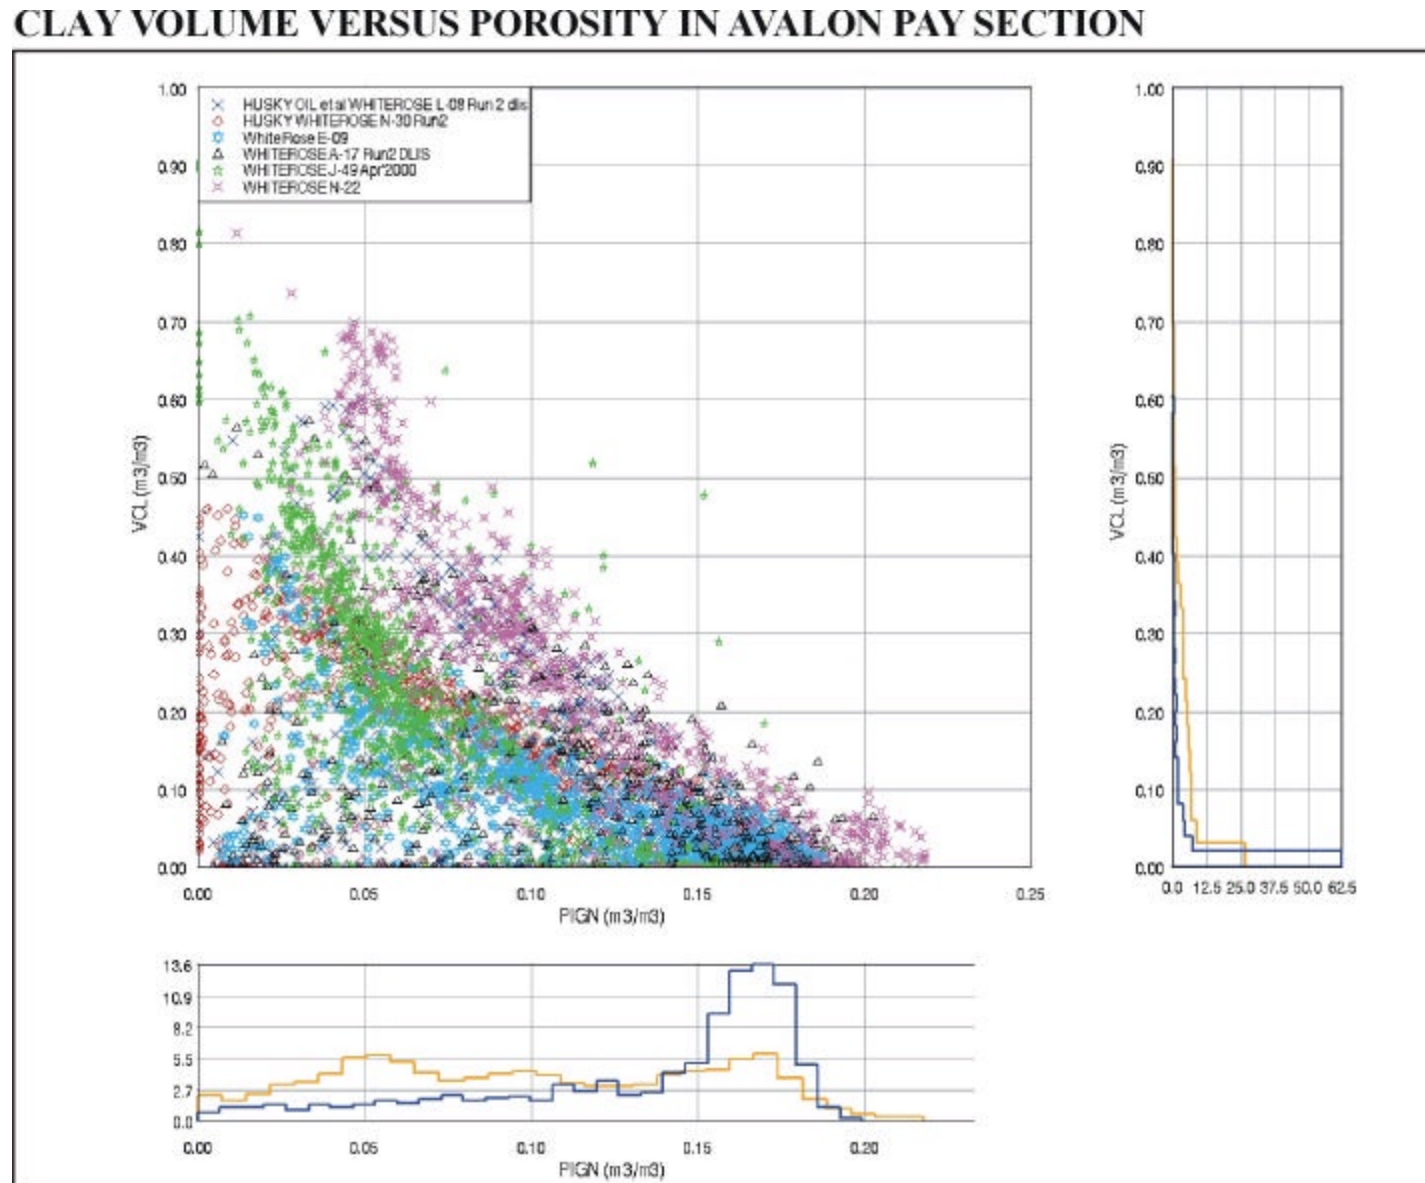 CLAY VOLUME VERSUS POROSITY IN AVALON PAY SECTION
HUSKY OIL et al WHITEROSE L-08 Run 2 dlis
HUSKY WHITEROSE N-30 Run2
WhiteRose E-09
WHITEROSE A-17 Run2 DLIS
WHITEROSE J-49 Apr'2000
WHITEROSE N-22
1.00
0.90
0.80
0.70
0.60
0.50
0.40
0.30
0.20
0.10
0.00
VCL (m3/m3)
0.00 0.05 0.10 0.15 0.20 0.25
PIGN (m3/m3)
1.00
0.90
0.80
0.70
0.60
0.50
0.40
0.30
0.20
0.10
0.00
VCL (m3/m3)
0.0 12.5 25.0 37.5 50.0 62.5
13.6
10.9
8.2
5.5
2.7
0.0
0.00 0.05 0.10 0.15 0.20
PIGN (m3/m3)